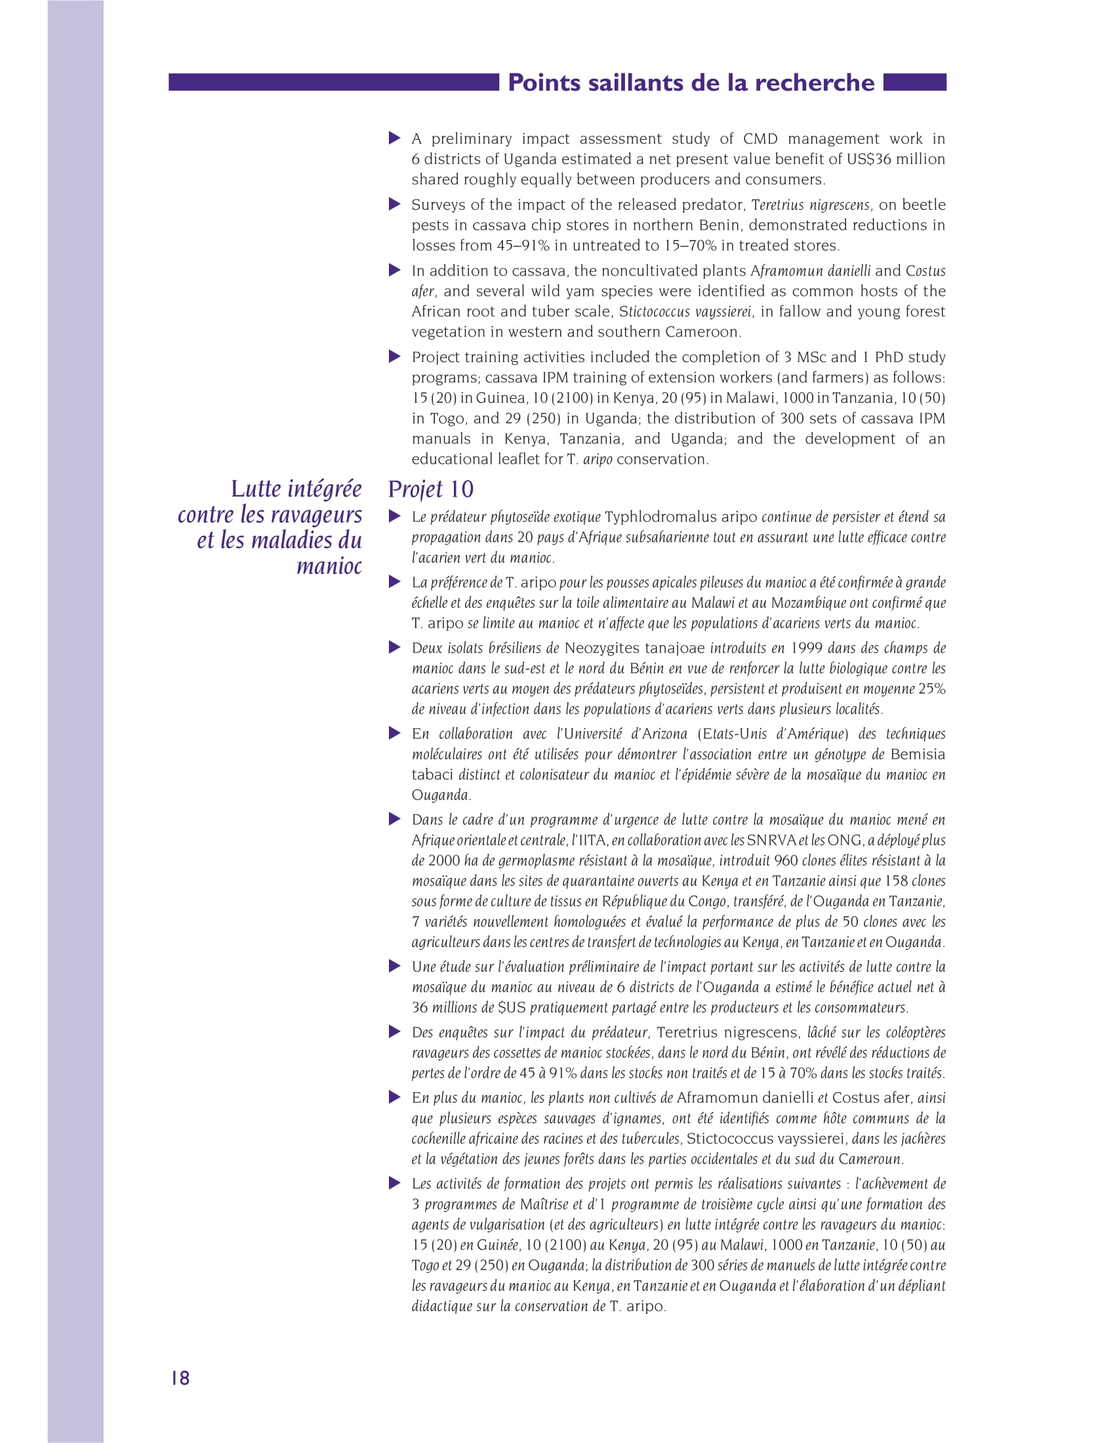 Points saillants de la recherche
▶ A preliminary impact assessment study of CMD management work in
6 districts of Uganda estimated a net present value benefit of US$36 million
shared roughly equally between producers and consumers.
▶ Surveys of the impact of the released predator, Teretrius nigrescens, on beetle
pests in cassava chip stores in northern Benin, demonstrated reductions in
losses from 45–91% in untreated to 15–70% in treated stores.
▶ In addition to cassava, the noncultivated plants Aframomun danielli and Costus
afer, and several wild yam species were identified as common hosts of the
African root and tuber scale, Stictococcus vayssierei, in fallow and young forest
vegetation in western and southern Cameroon.
▶ Project training activities included the completion of 3 MSc and 1 PhD study
programs; cassava IPM training of extension workers (and farmers) as follows:
15 (20) in Guinea, 10 (2100) in Kenya, 20 (95) in Malawi, 1000 in Tanzania, 10 (50)
in Togo, and 29 (250) in Uganda; the distribution of 300 sets of cassava IPM
manuals in Kenya, Tanzania, and Uganda; and the development of an
educational leaflet for T. aripo conservation.
Lutte intégrée
contre les ravageurs
et les maladies du
manioc
Projet 10
▶ Le prédateur phytoseïde exotique Typhlodromalus aripo continue de persister et étend sa
propagation dans 20 pays d'Afrique subsaharienne tout en assurant une lutte efficace contre
l'acarien vert du manioc.
▶ La préférence de T. aripo pour les pousses apicales pileuses du manioc a été confirmée à grande
échelle et des enquêtes sur la toile alimentaire au Malawi et au Mozambique ont confirmé que
T. aripo se limite au manioc et n'affecte que les populations d'acariens verts du manioc.
▶ Deux isolats brésiliens de Neozygites tanajoae introduits en 1999 dans des champs de
manioc dans le sud-est et le nord du Bénin en vue de renforcer la lutte biologique contre les
acariens verts au moyen des prédateurs phytoseïdes, persistent et produisent en moyenne 25%
de niveau d'infection dans les populations d'acariens verts dans plusieurs localités.
▶ En collaboration avec l'Université d'Arizona (Etats-Unis d'Amérique) des techniques
moléculaires ont été utilisées pour démontrer l'association entre un génotype de Bemisia
tabaci distinct et colonisateur du manioc et l'épidémie sévère de la mosaïque du manioc en
Ouganda.
▶ Dans le cadre d'un programme d'urgence de lutte contre la mosaïque du manioc mené en
Afrique orientale et centrale, l'IITA, en collaboration avec les SNRVA et les ONG, a déployé plus
de 2000 ha de germoplasme résistant à la mosaïque, introduit 960 clones élites résistant à la
mosaïque dans les sites de quarantaine ouverts au Kenya et en Tanzanie ainsi que 158 clones
sous forme de culture de tissus en République du Congo, transféré, de l'Ouganda en Tanzanie,
7 variétés nouvellement homologuées et évalué la performance de plus de 50 clones avec les
agriculteurs dans les centres de transfert de technologies au Kenya, en Tanzanie et en Ouganda.
▶ Une étude sur l'évaluation préliminaire de l'impact portant sur les activités de lutte contre la
mosaïque du manioc au niveau de 6 districts de l'Ouganda a estimé le bénéfice actuel net à
36 millions de $US pratiquement partagé entre les producteurs et les consommateurs.
▶ Des enquêtes sur l'impact du prédateur, Teretrius nigrescens, lâché sur les coléoptères
ravageurs des cossettes de manioc stockées, dans le nord du Bénin, ont révélé des réductions de
pertes de l'ordre de 45 à 91% dans les stocks non traités et de 15 à 70% dans les stocks traités.
▶ En plus du manioc, les plants non cultivés de Aframomun danielli et Costus afer, ainsi
que plusieurs espèces sauvages d'ignames, ont été identifiés comme hôte communs de la
cochenille africaine des racines et des tubercules, Stictococcus vayssierei, dans les jachères
et la végétation des jeunes forêts dans les parties occidentales et du sud du Cameroun.
▶ Les activités de formation des projets ont permis les réalisations suivantes : l'achèvement de
3 programmes de Maîtrise et d'1 programme de troisième cycle ainsi qu'une formation des
agents de vulgarisation (et des agriculteurs) en lutte intégrée contre les ravageurs du manioc:
15 (20) en Guinée, 10 (2100) au Kenya, 20 (95) au Malawi, 1000 en Tanzanie, 10 (50) au
Togo et 29 (250) en Ouganda; la distribution de 300 séries de manuels de lutte intégrée contre
les ravageurs du manioc au Kenya, en Tanzanie et en Ouganda et l'élaboration d'un dépliant
didactique sur la conservation de T. aripo.
18